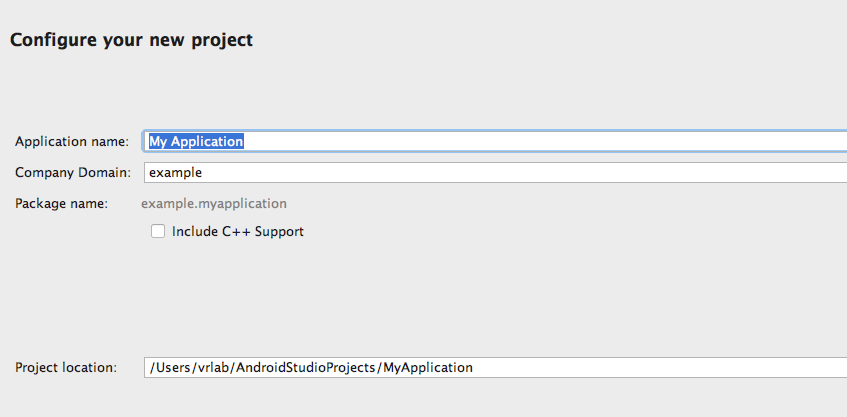 Configure your new project
Application name: My Application
Company Domain: example
Package name: example.myapplication
Include C++ Support
Project location: /Users/vrlab/AndroidStudioProjects/MyApplication